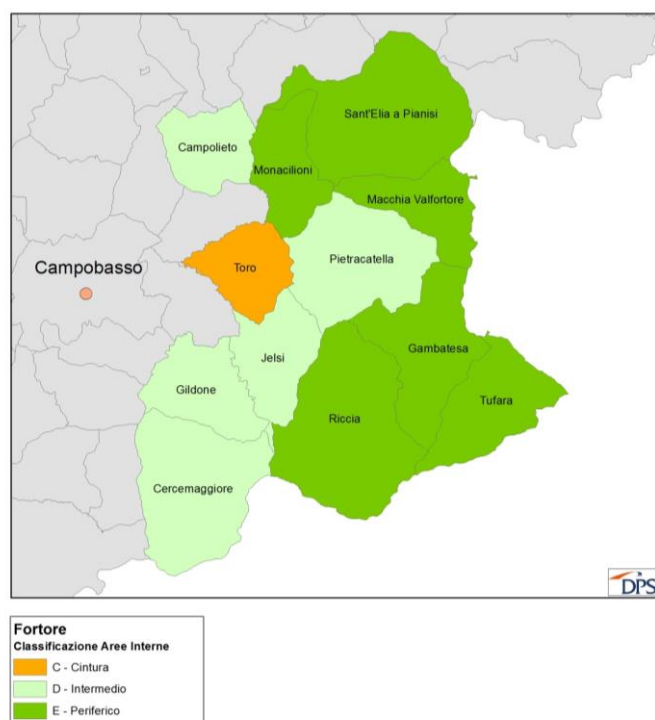 Sant'Elia a Pianisi
Campolieto
Monacilioni
Macchia Valfortore
Campobasso
Toro
Pietracatella
Gambatesa
Jelsi
Gildone
Tufara
Riccia
Cercemaggiore
DPS
Fortore
Classificazione Aree Interne
C - Cintura
D - Intermedio
E - Periferico